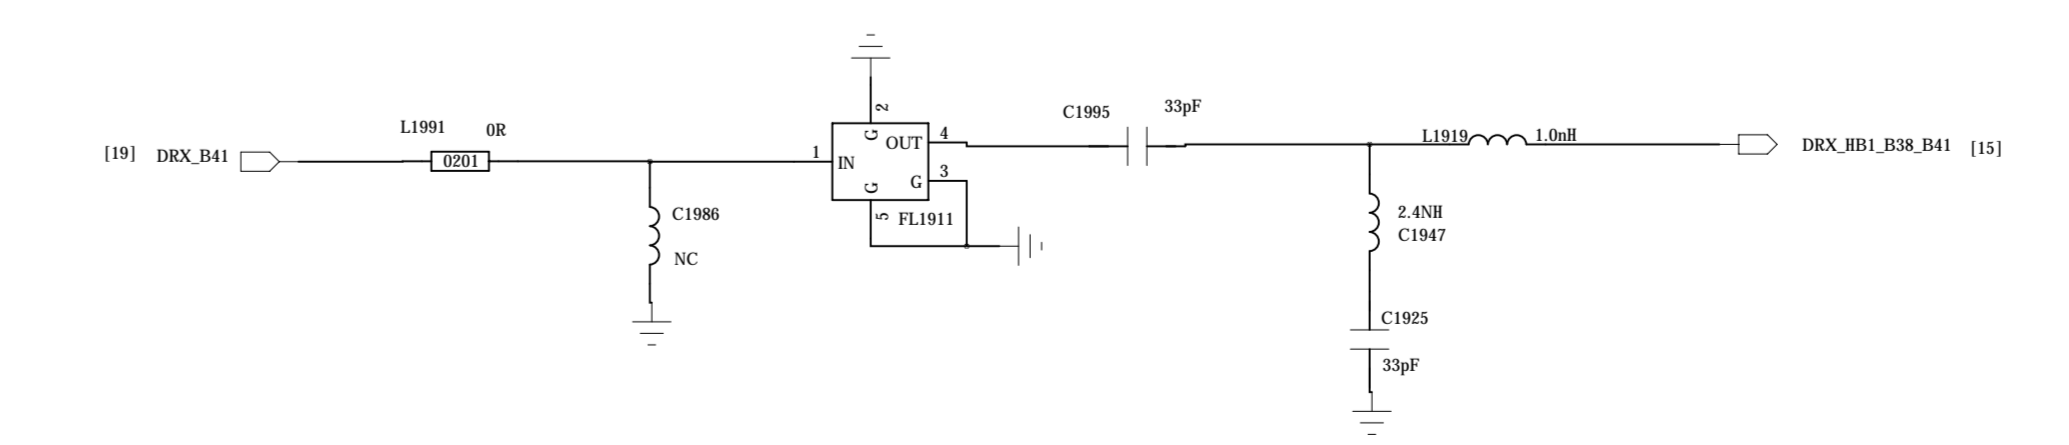 [19] DRX_B41
L1991 0R
0201
C1986
NC
1 IN
2 G
OUT 4
G 3
G 5
FL1911
C1995 33pF
L1919 1.0nH
DRX_HB1_B38_B41 [15]
2.4NH
C1947
C1925
33pF